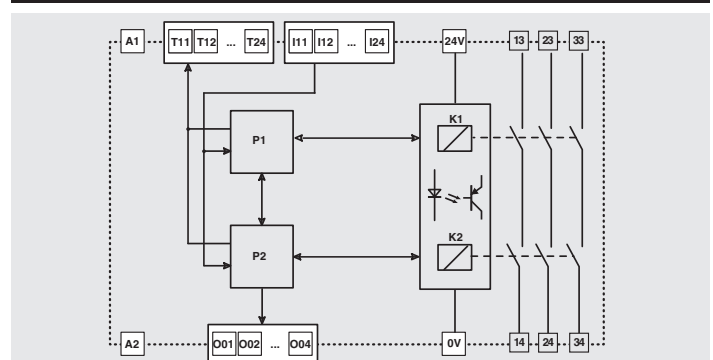 A1 T11 T12 ... T24 I11 I12 ... I24 24V 13 23 33
P1 K1
P2 K2
A2 O01 O02 ... O04 0V 14 24 34